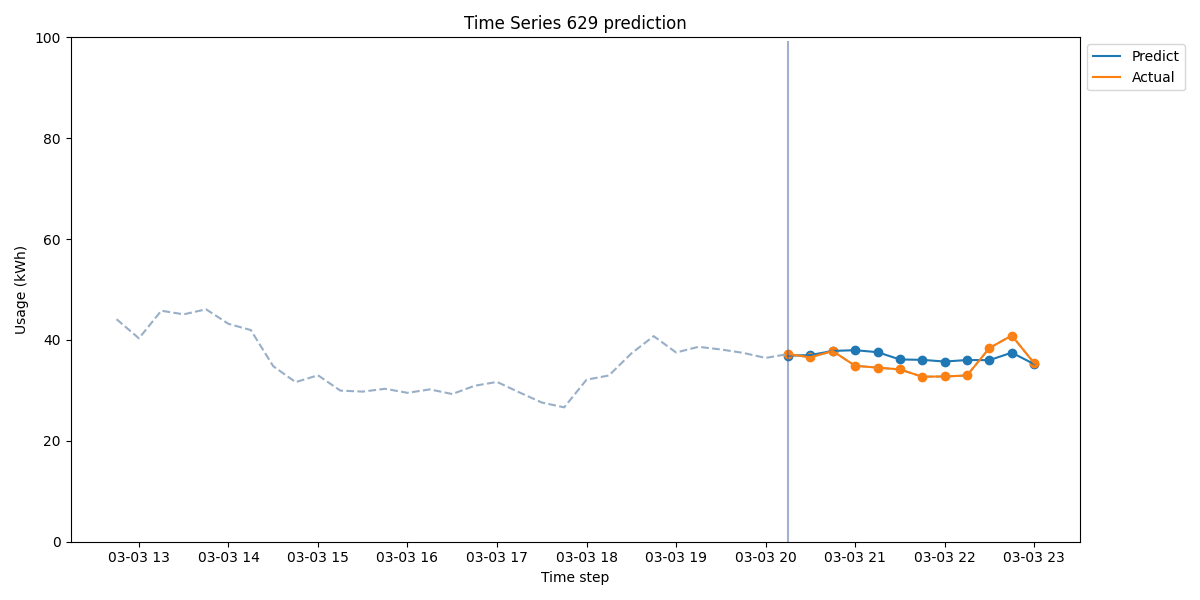 Time Series 629 prediction
Predict
Actual
Usage (kWh)
100
80
60
40
20
0
03-03 13 03-03 14 03-03 15 03-03 16 03-03 17 03-03 18 03-03 19 03-03 20 03-03 21 03-03 22 03-03 23
Time step